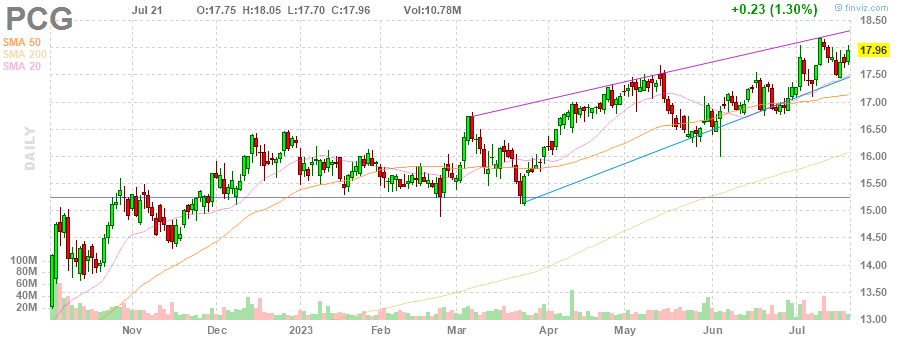 PCG Jul 21 O:17.75 H:18.05 L:17.70 C:17.96 Vol:10.78M +0.23 (1.30%) © finviz.com
SMA 50
SMA 200
SMA 20
DAILY
18.50
17.96
17.50
17.00
16.50
16.00
15.50
15.00
14.50
14.00
13.50
13.00
100M
80M
60M
40M
20M
Nov Dec 2023 Feb Mar Apr May Jun Jul